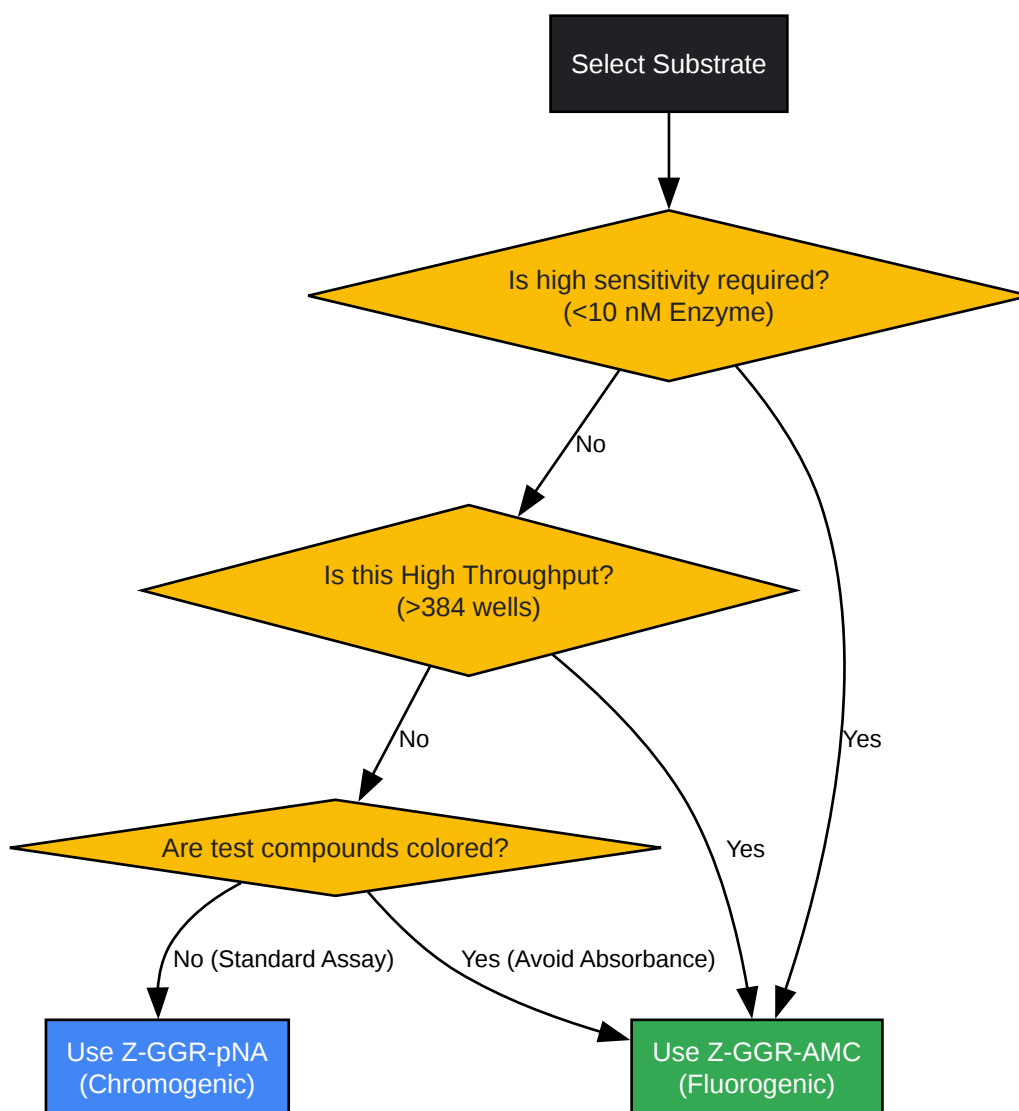 Select Substrate
Is high sensitivity required?
(<10 nM Enzyme)
No
Is this High Throughput?
(>384 wells)
No
Yes
Are test compounds colored?
Yes
No (Standard Assay)
Yes (Avoid Absorbance)
Use Z-GGR-pNA
(Chromogenic)
Use Z-GGR-AMC
(Fluorogenic)